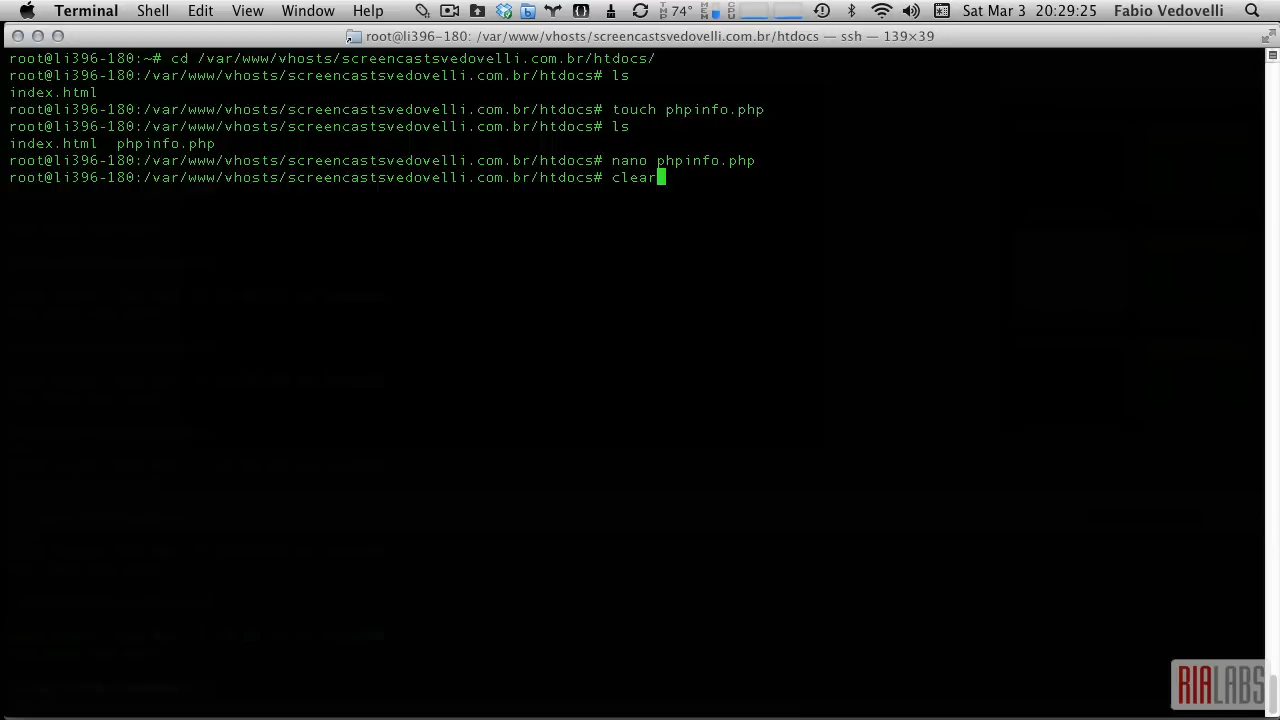 Terminal Shell Edit View Window Help TMP 74° MEM CPU Sat Mar 3 20:29:25 Fabio Vedovelli
root@li396-180: /var/www/vhosts/screencastsvedovelli.com.br/htdocs — ssh — 139×39
root@li396-180:~# cd /var/www/vhosts/screencastsvedovelli.com.br/htdocs/
root@li396-180:/var/www/vhosts/screencastsvedovelli.com.br/htdocs# ls
index.html
root@li396-180:/var/www/vhosts/screencastsvedovelli.com.br/htdocs# touch phpinfo.php
root@li396-180:/var/www/vhosts/screencastsvedovelli.com.br/htdocs# ls
index.html  phpinfo.php
root@li396-180:/var/www/vhosts/screencastsvedovelli.com.br/htdocs# nano phpinfo.php
root@li396-180:/var/www/vhosts/screencastsvedovelli.com.br/htdocs# clear
RIALABS